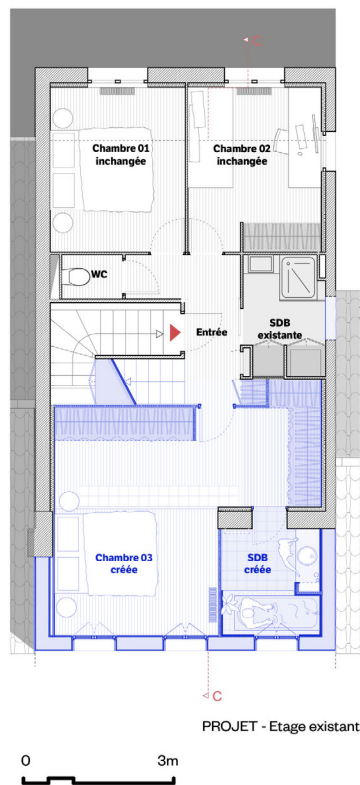 C
Chambre 01
inchangée
Chambre 02
inchangée
WC
Entrée
SDB
existante
Chambre 03
créée
SDB
créée
C
PROJET - Etage existant
0 3m